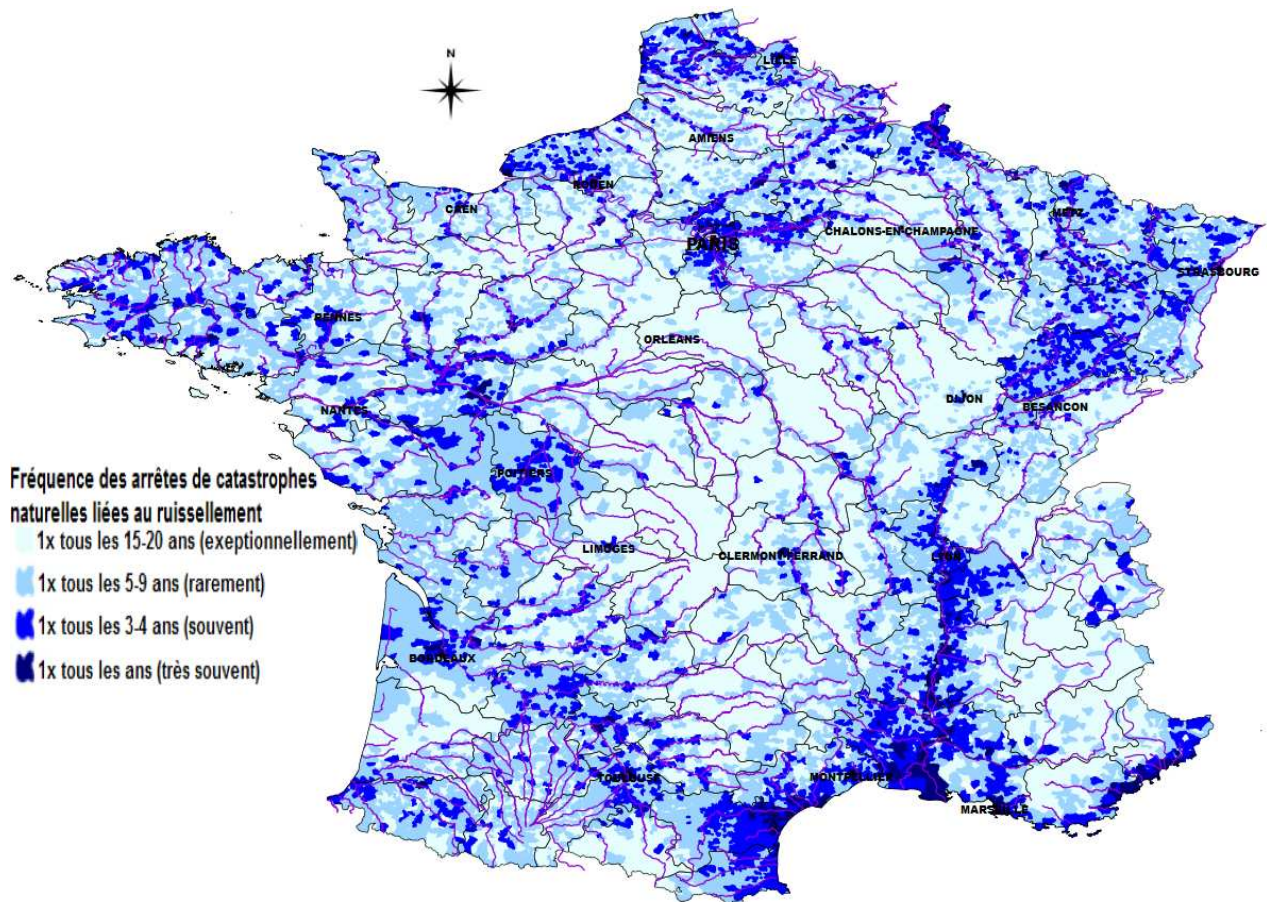 N
LILLE
AMIENS
ROUEN
CAEN
METZ
PARIS
CHALONS-EN-CHAMPAGNE
STRASBOURG
RENNES
ORLEANS
NANTES
DIJON
BESANCON
POITIERS
Fréquence des arrêtes de catastrophes
naturelles liées au ruissellement
1x tous les 15-20 ans (exeptionnellement)
1x tous les 5-9 ans (rarement)
1x tous les 3-4 ans (souvent)
1x tous les ans (très souvent)
LIMOGES
CLERMONT-FERRAND
LYON
BORDEAUX
TOULOUSE
MONTPELLIER
MARSEILLE